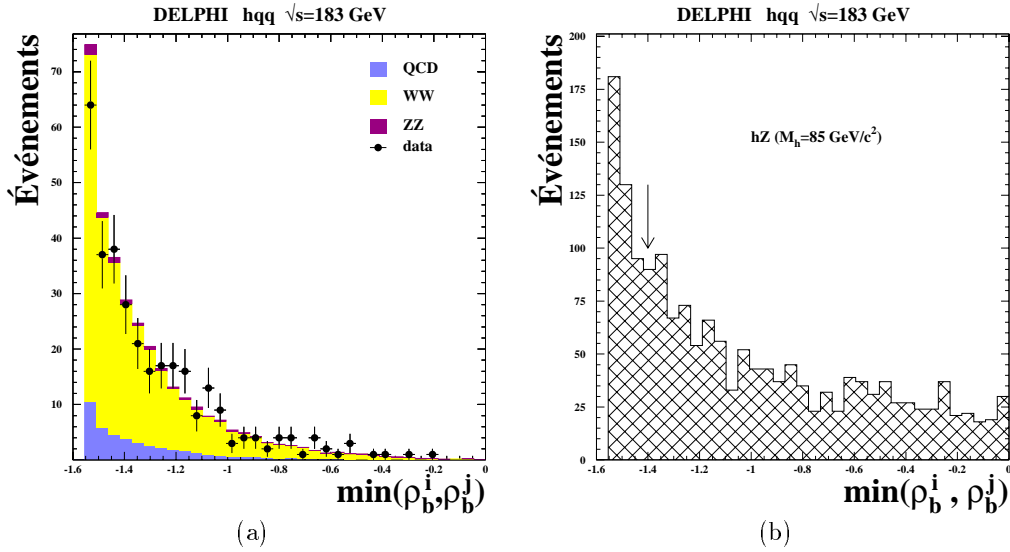 DELPHI hqq √s=183 GeV
Événements
70
60
50
40
30
20
10
QCD
WW
ZZ
data
-1.6 -1.4 -1.2 -1 -0.8 -0.6 -0.4 -0.2 0
min(ρ_b^i,ρ_b^j)
(a)
DELPHI hqq √s=183 GeV
Événements
200
175
150
125
100
75
50
25
0
hZ (M_h=85 GeV/c²)
-1.6 -1.4 -1.2 -1 -0.8 -0.6 -0.4 -0.2 0
min(ρ_b^i , ρ_b^j)
(b)